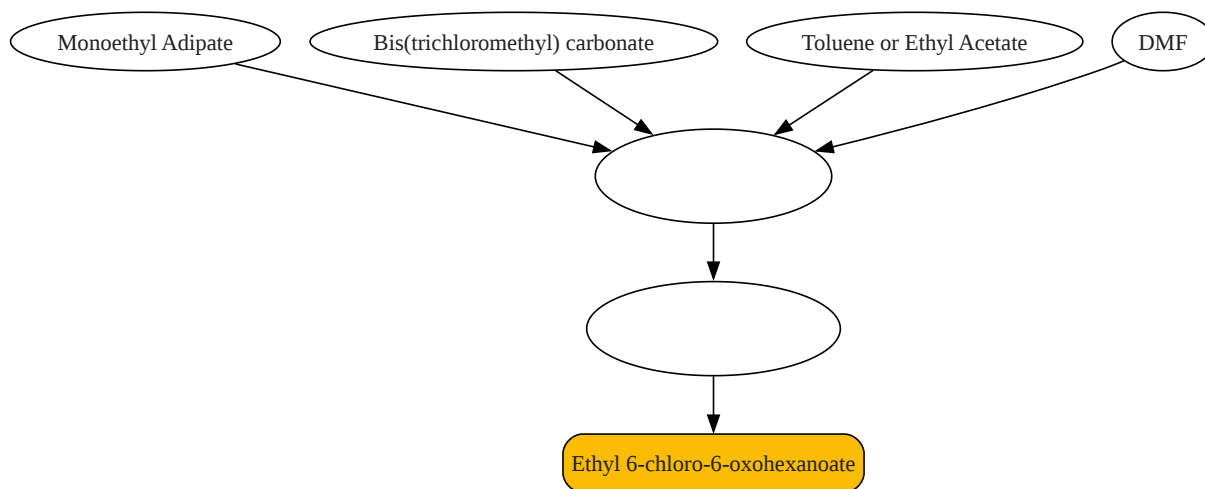 Monoethyl Adipate
Bis(trichloromethyl) carbonate
Toluene or Ethyl Acetate
DMF
Ethyl 6-chloro-6-oxohexanoate